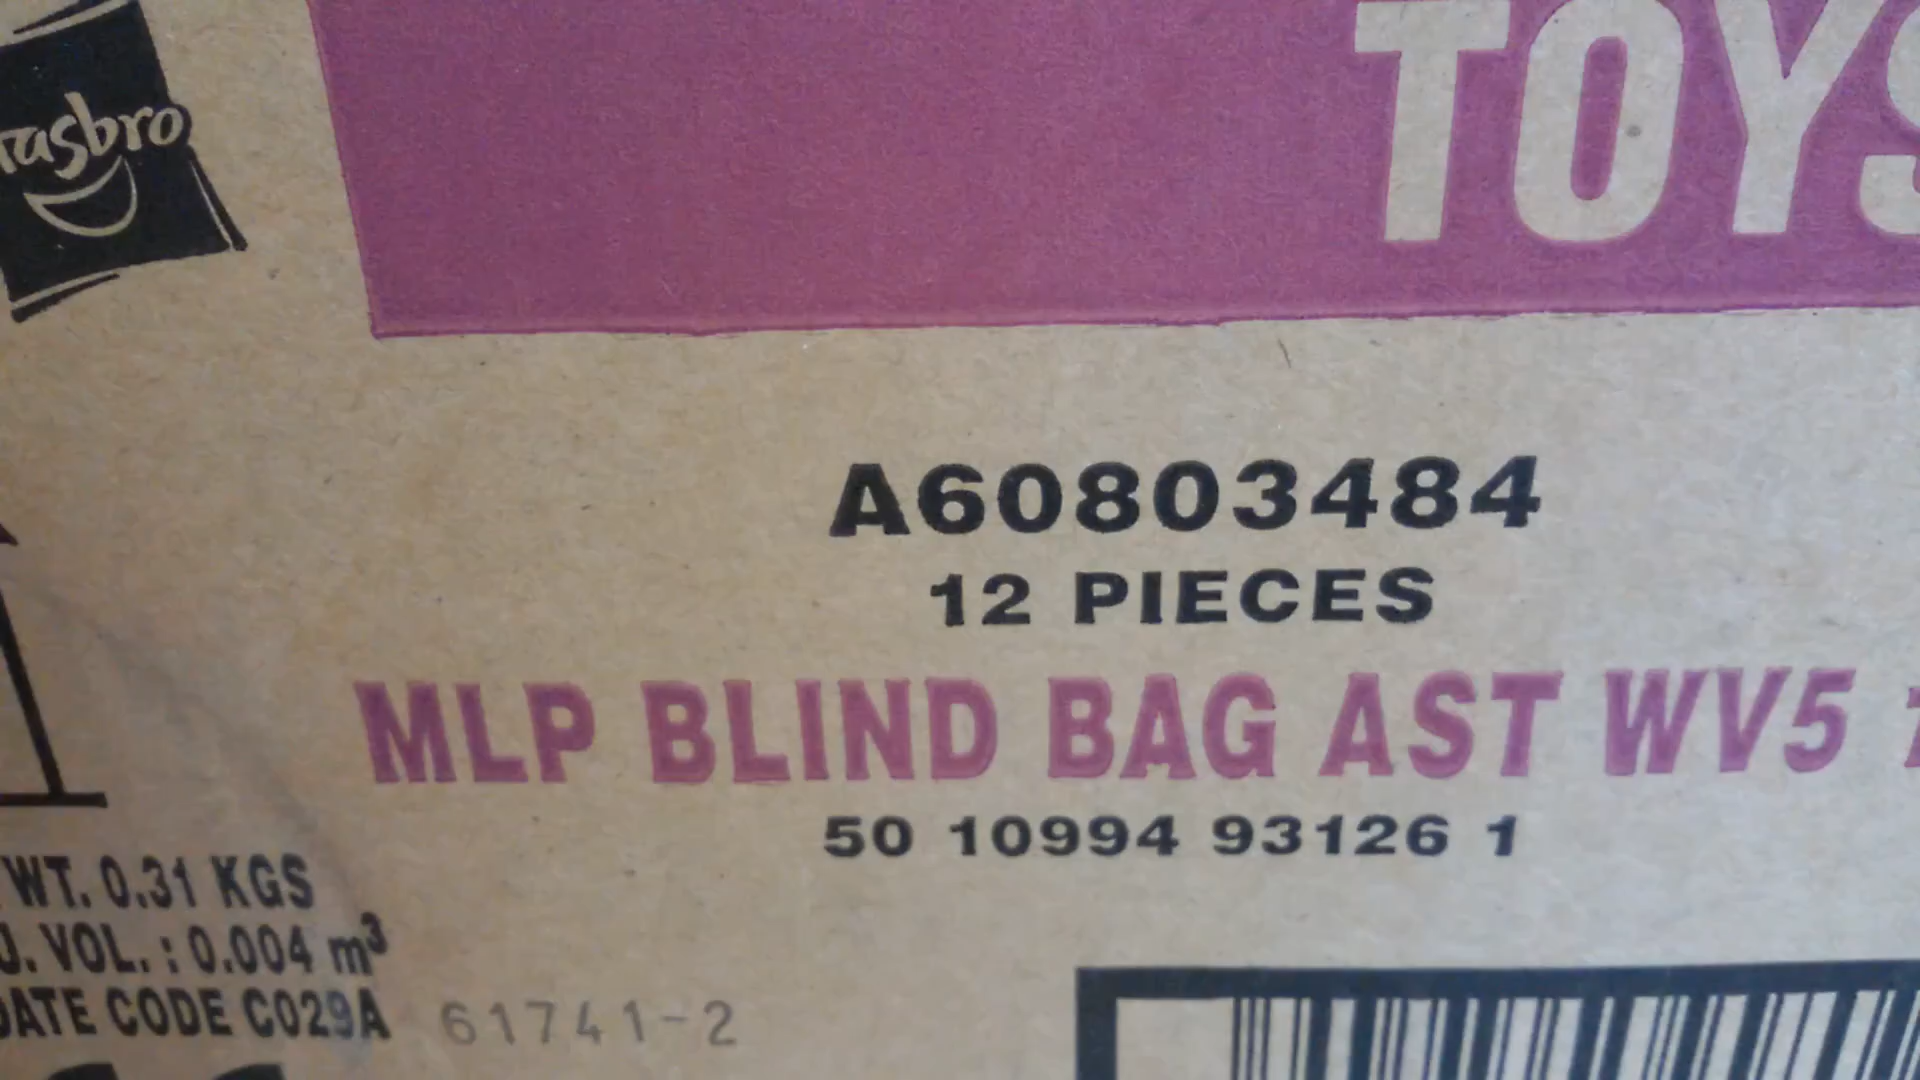 Hasbro
TOYS
A60803484
12 PIECES
MLP BLIND BAG AST WV5
50 10994 93126 1
WT. 0.31 KGS
U. VOL. : 0.004 m³
DATE CODE C029A
61741-2